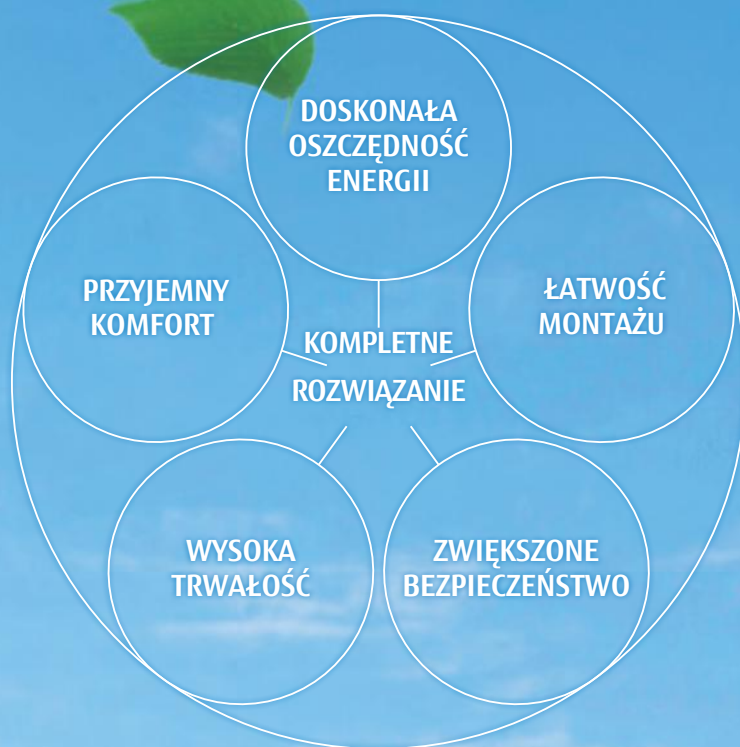 DOSKONAŁA
OSZCZĘDNOŚĆ
ENERGII
PRZYJEMNY
KOMFORT
ŁATWOŚĆ
MONTAŻU
KOMPLETNE
ROZWIĄZANIE
WYSOKA
TRWAŁOŚĆ
ZWIĘKSZONE
BEZPIECZEŃSTWO